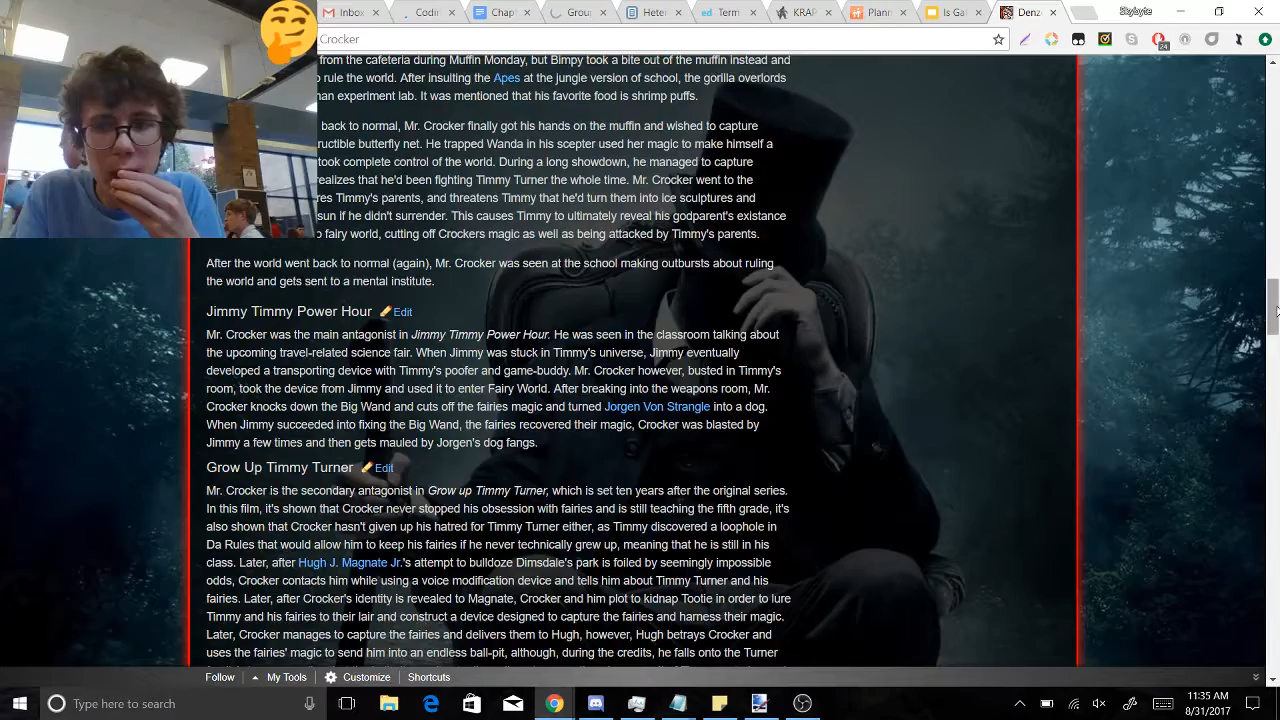 Inbox
Codin
Chapt
Group
Heter
Term
KRAP
Plann
Is Gal
Denz
Skylyte
Crocker
24
from the cafeteria during Muffin Monday, but Bimpy took a bite out of the muffin instead and
rule the world. After insulting the Apes at the jungle version of school, the gorilla overlords
an experiment lab. It was mentioned that his favorite food is shrimp puffs.
back to normal, Mr. Crocker finally got his hands on the muffin and wished to capture
ructible butterfly net. He trapped Wanda in his scepter used her magic to make himself a
took complete control of the world. During a long showdown, he managed to capture
realizes that he'd been fighting Timmy Turner the whole time. Mr. Crocker went to the
res Timmy's parents, and threatens Timmy that he'd turn them into ice sculptures and
sun if he didn't surrender. This causes Timmy to ultimately reveal his godparent's existance
o fairy world, cutting off Crockers magic as well as being attacked by Timmy's parents.
After the world went back to normal (again), Mr. Crocker was seen at the school making outbursts about ruling
the world and gets sent to a mental institute.
Jimmy Timmy Power Hour Edit
Mr. Crocker was the main antagonist in Jimmy Timmy Power Hour. He was seen in the classroom talking about
the upcoming travel-related science fair. When Jimmy was stuck in Timmy's universe, Jimmy eventually
developed a transporting device with Timmy's poofer and game-buddy. Mr. Crocker however, busted in Timmy's
room, took the device from Jimmy and used it to enter Fairy World. After breaking into the weapons room, Mr.
Crocker knocks down the Big Wand and cuts off the fairies magic and turned Jorgen Von Strangle into a dog.
When Jimmy succeeded into fixing the Big Wand, the fairies recovered their magic, Crocker was blasted by
Jimmy a few times and then gets mauled by Jorgen's dog fangs.
Grow Up Timmy Turner Edit
Mr. Crocker is the secondary antagonist in Grow up Timmy Turner, which is set ten years after the original series.
In this film, it's shown that Crocker never stopped his obsession with fairies and is still teaching the fifth grade, it's
also shown that Crocker hasn't given up his hatred for Timmy Turner either, as Timmy discovered a loophole in
Da Rules that would allow him to keep his fairies if he never technically grew up, meaning that he is still in his
class. Later, after Hugh J. Magnate Jr.'s attempt to bulldoze Dimsdale's park is foiled by seemingly impossible
odds, Crocker contacts him while using a voice modification device and tells him about Timmy Turner and his
fairies. Later, after Crocker's identity is revealed to Magnate, Crocker and him plot to kidnap Tootie in order to lure
Timmy and his fairies to their lair and construct a device designed to capture the fairies and harness their magic.
Later, Crocker manages to capture the fairies and delivers them to Hugh, however, Hugh betrays Crocker and
uses the fairies' magic to send him into an endless ball-pit, although, during the credits, he falls onto the Turner
Follow My Tools Customize Shortcuts
Type here to search
11:35 AM
8/31/2017